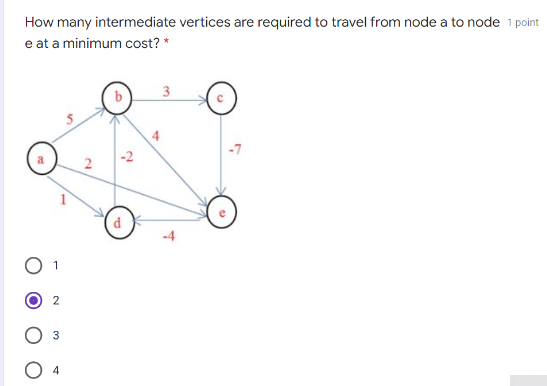 How many intermediate vertices are required to travel from node a to node 1 point
e at a minimum cost? *
b
3
c
5
4
a
2
-2
-7
1
d
e
-4
1
2
3
4